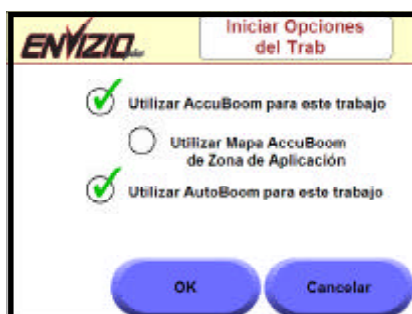 ENVIZIO
Iniciar Opciones
del Trab
Utilizar AccuBoom para este trabajo
Utilizar Mapa AccuBoom
de Zona de Aplicación
Utilizar AutoBoom para este trabajo
OK
Cancelar